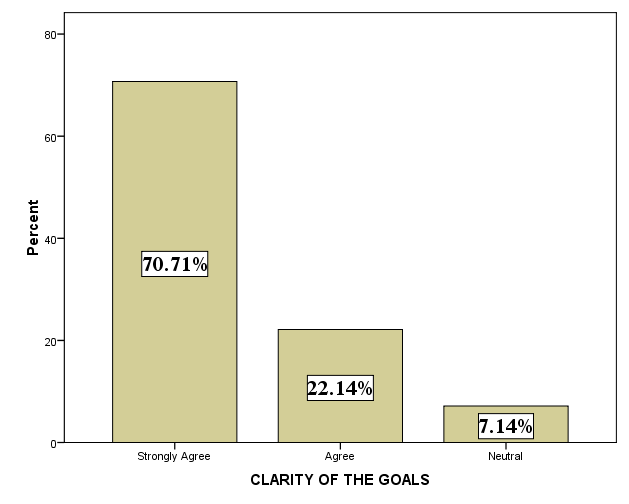 80
60
40
20
0
Percent
70.71%
22.14%
7.14%
Strongly Agree
Agree
Neutral
CLARITY OF THE GOALS